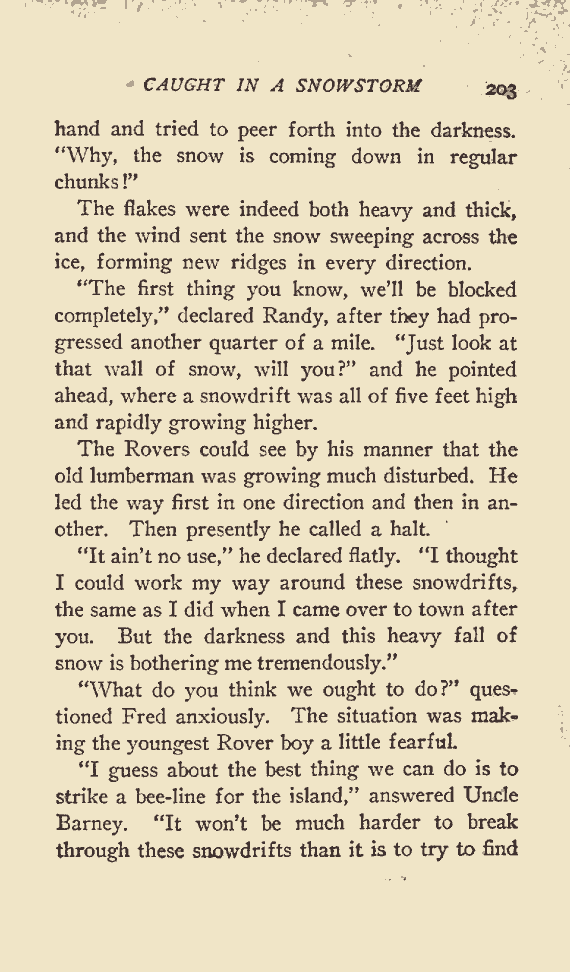 CAUGHT IN A SNOWSTORM 203
hand and tried to peer forth into the darkness.
"Why, the snow is coming down in regular
chunks!"
The flakes were indeed both heavy and thick,
and the wind sent the snow sweeping across the
ice, forming new ridges in every direction.
"The first thing you know, we'll be blocked
completely," declared Randy, after they had pro-
gressed another quarter of a mile. "Just look at
that wall of snow, will you?" and he pointed
ahead, where a snowdrift was all of five feet high
and rapidly growing higher.
The Rovers could see by his manner that the
old lumberman was growing much disturbed. He
led the way first in one direction and then in an-
other. Then presently he called a halt.
"It ain't no use," he declared flatly. "I thought
I could work my way around these snowdrifts,
the same as I did when I came over to town after
you. But the darkness and this heavy fall of
snow is bothering me tremendously."
"What do you think we ought to do?" ques-
tioned Fred anxiously. The situation was mak-
ing the youngest Rover boy a little fearful.
"I guess about the best thing we can do is to
strike a bee-line for the island," answered Uncle
Barney. "It won't be much harder to break
through these snowdrifts than it is to try to find